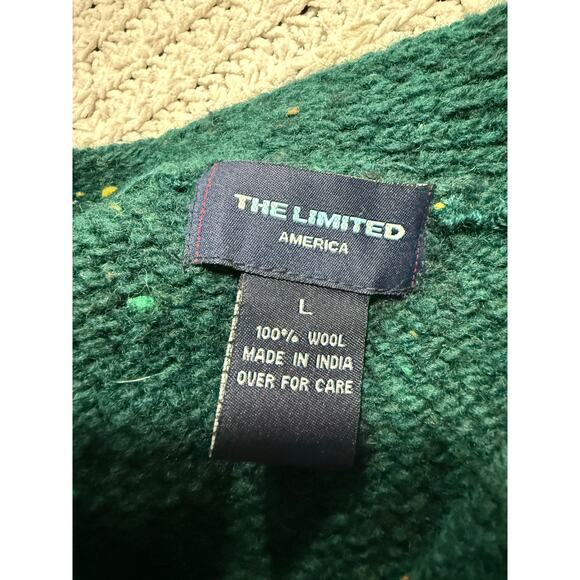 THE LIMITED
AMERICA
L
100% WOOL
MADE IN INDIA
OVER FOR CARE